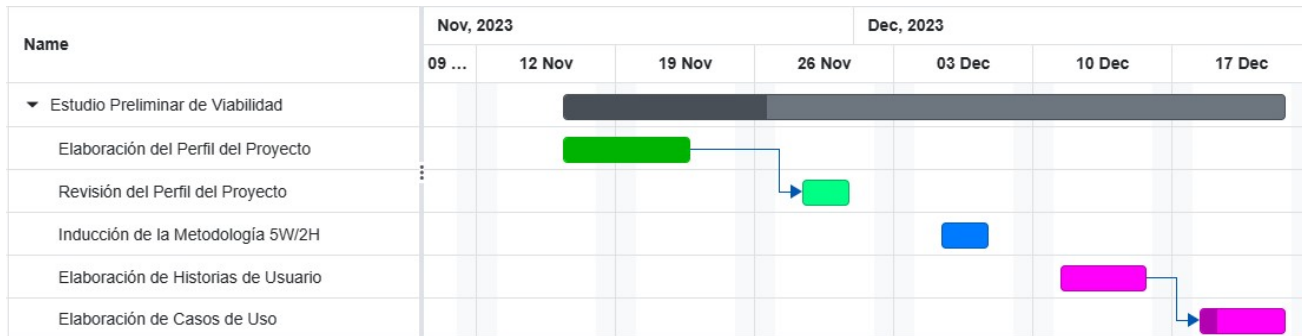 Name
Nov, 2023
Dec, 2023
09 ...
12 Nov
19 Nov
26 Nov
03 Dec
10 Dec
17 Dec
Estudio Preliminar de Viabilidad
Elaboración del Perfil del Proyecto
Revisión del Perfil del Proyecto
Inducción de la Metodología 5W/2H
Elaboración de Historias de Usuario
Elaboración de Casos de Uso